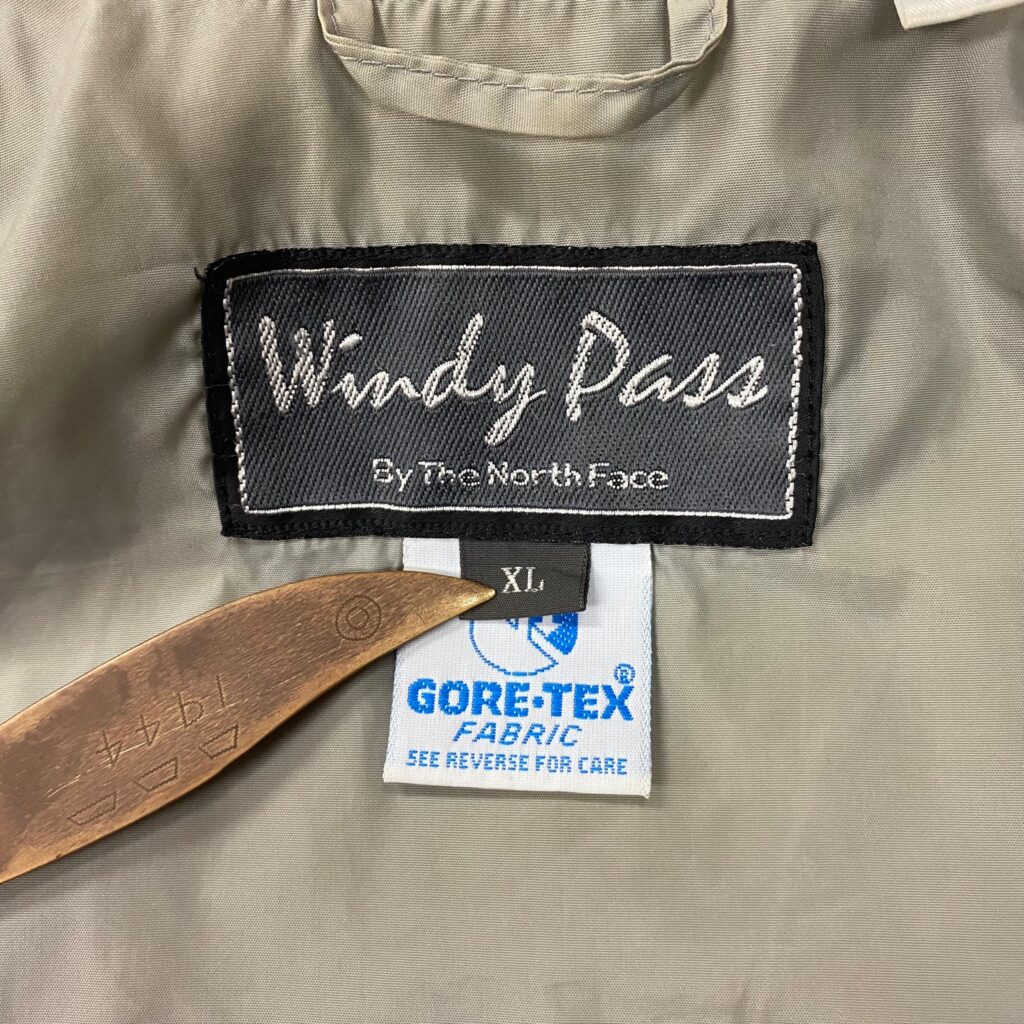 Windy Pass
By The North Face
XL
GORE-TEX®
FABRIC
SEE REVERSE FOR CARE
1944